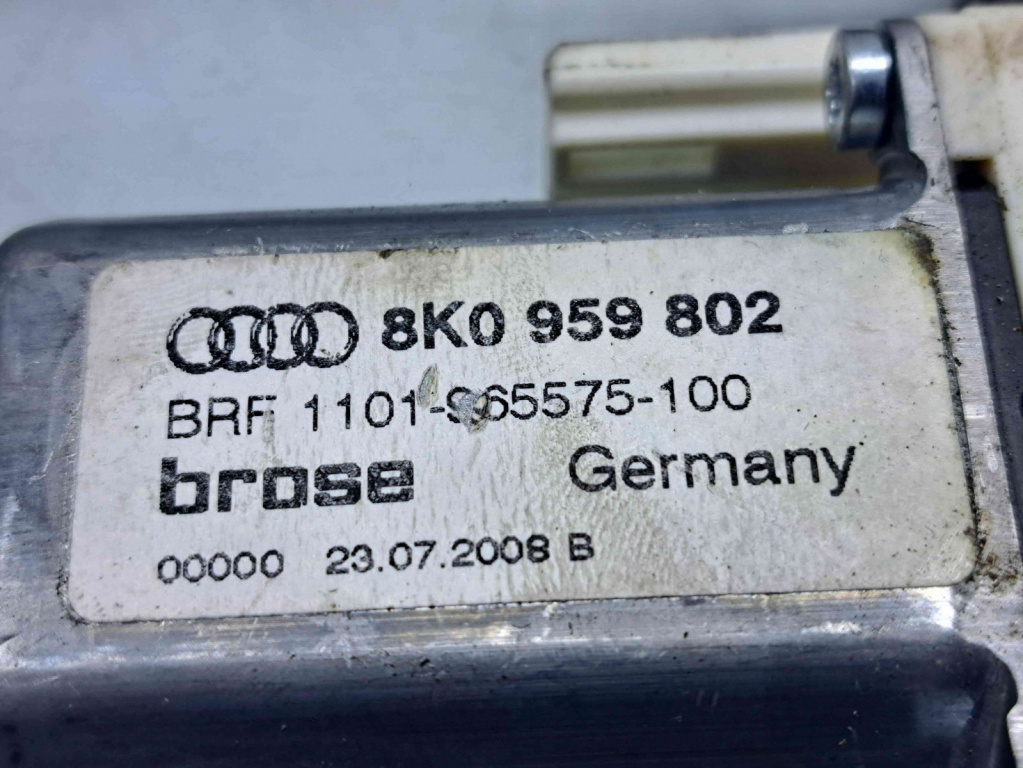 8K0 959 802
BRF 1101-965575-100
brose Germany
00000 23.07.2008 B